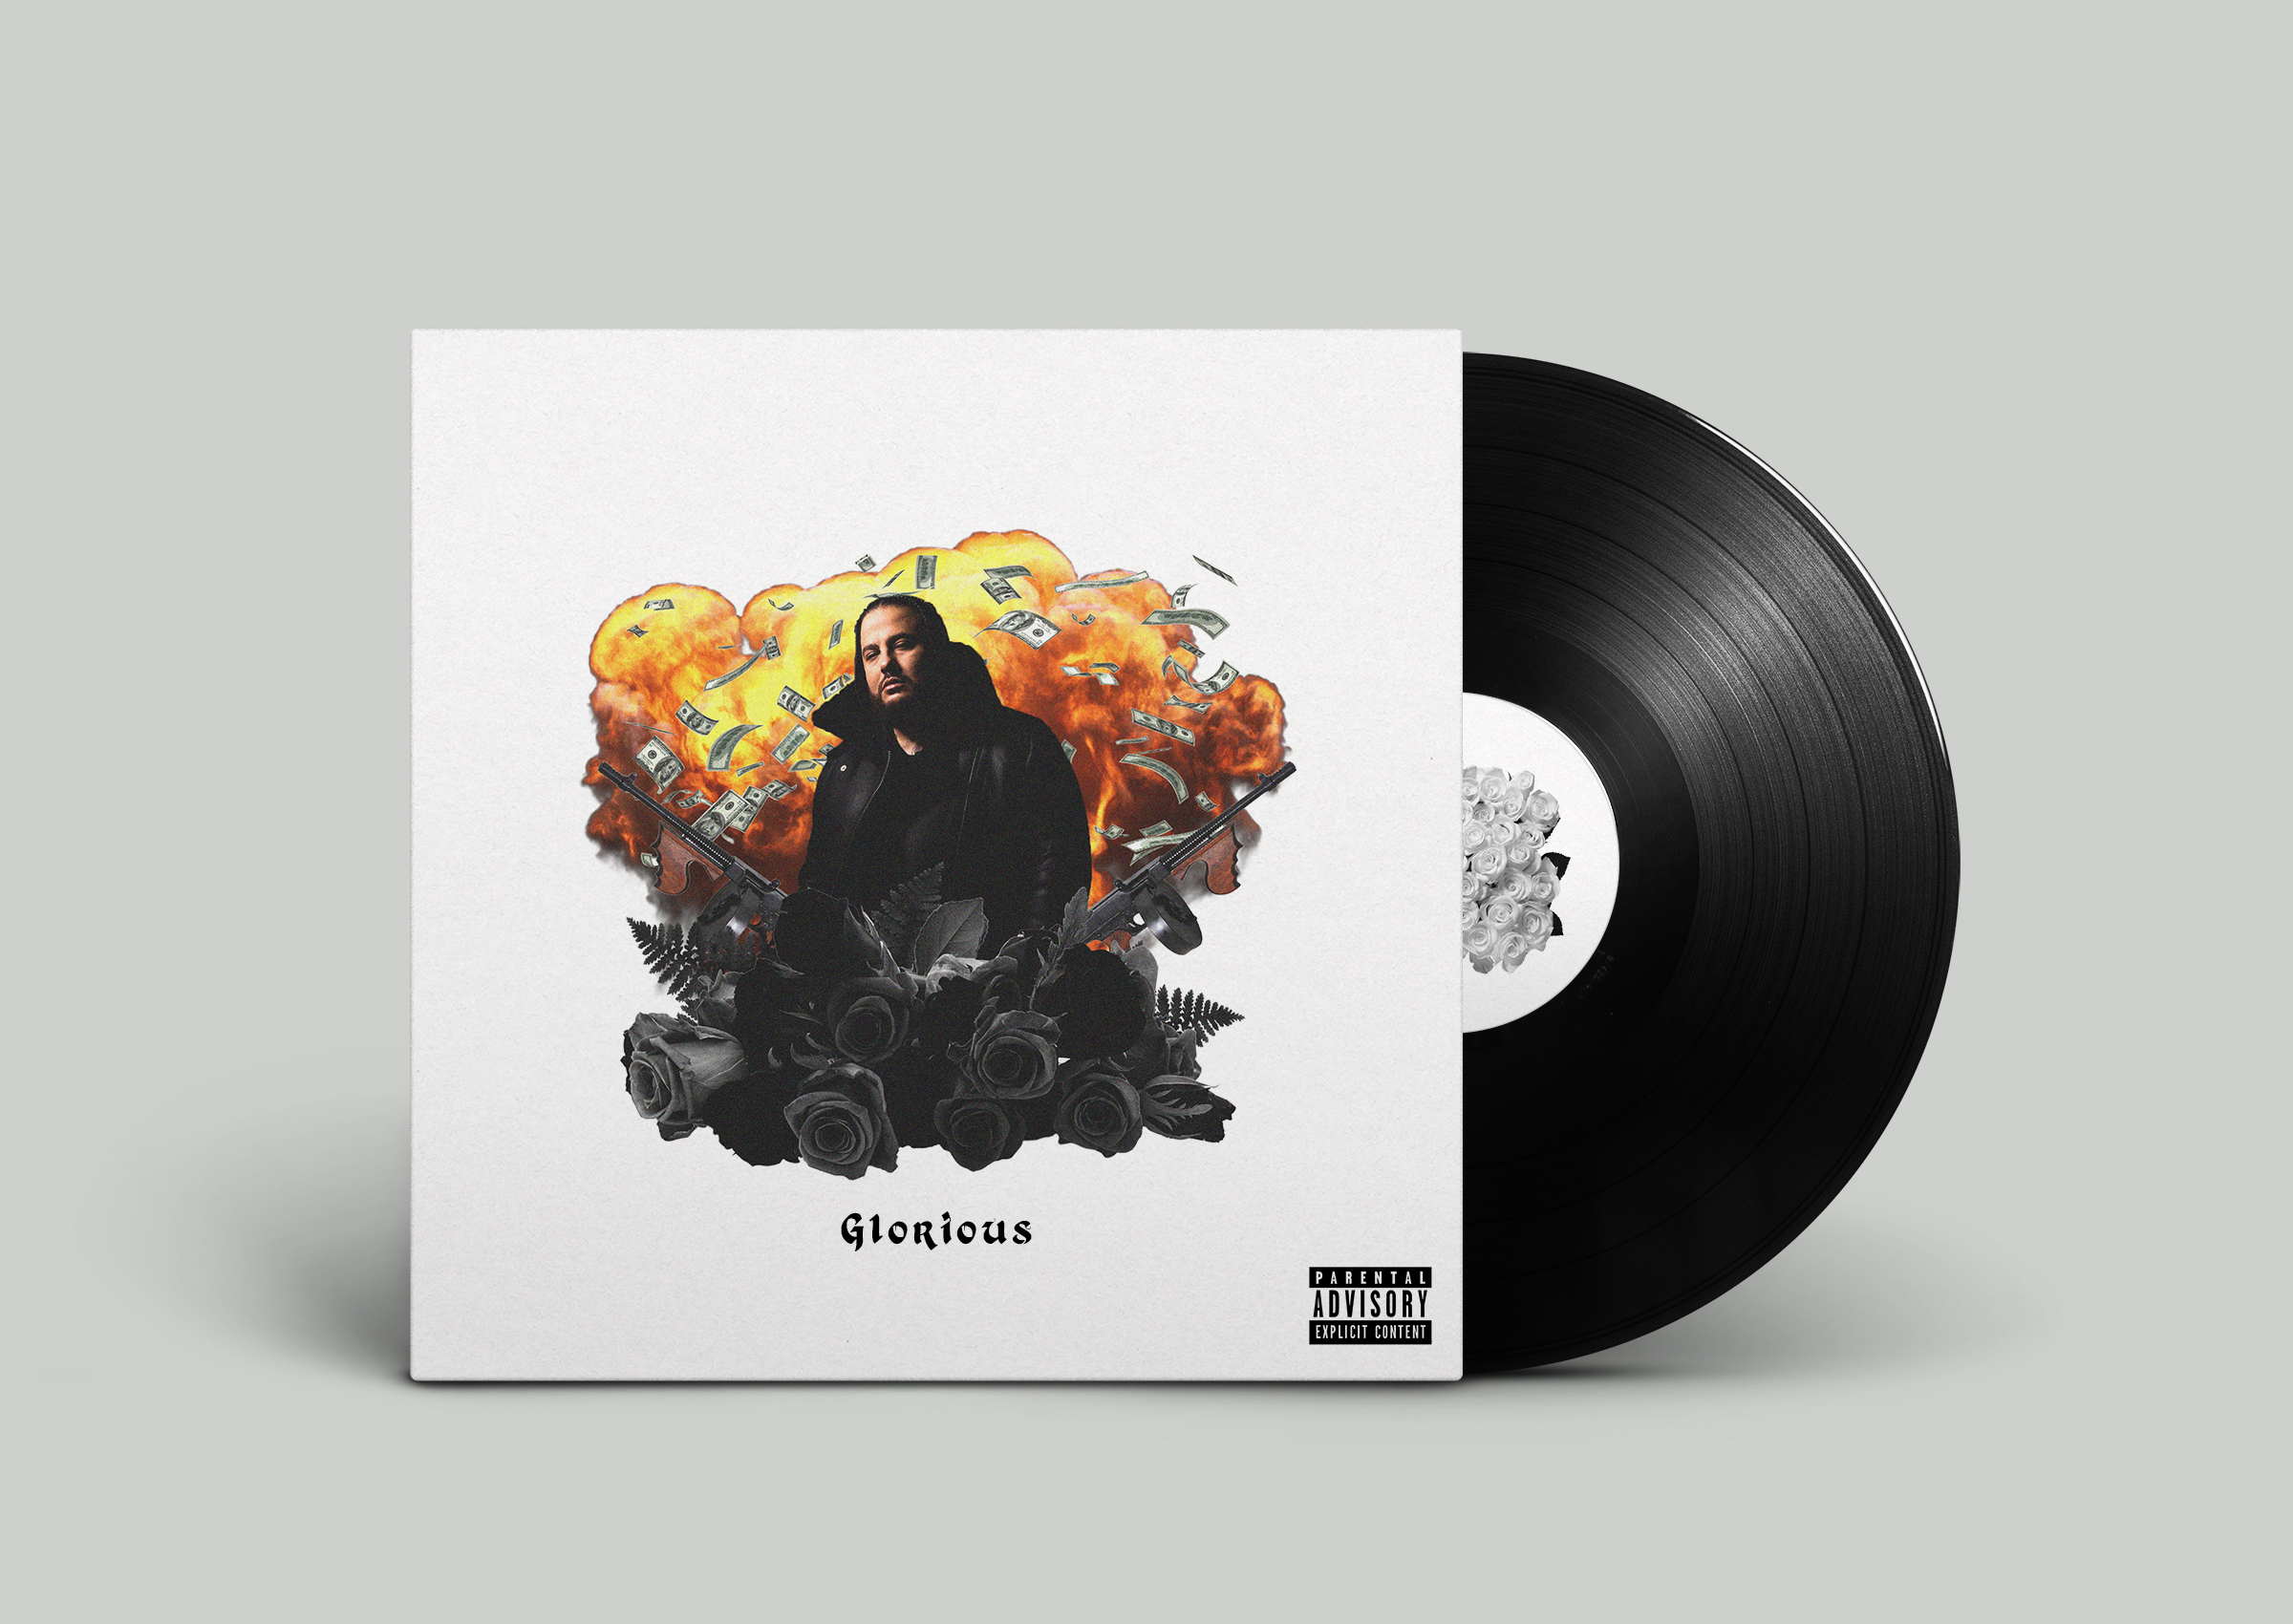 Glorious
PARENTAL
ADVISORY
EXPLICIT CONTENT